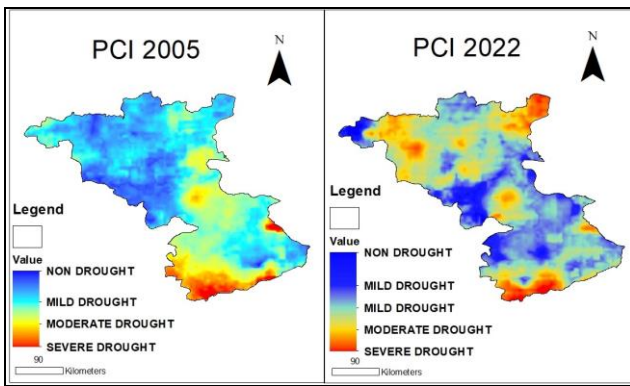 PCI 2005
N
Legend
Value
NON DROUGHT
MILD DROUGHT
MODERATE DROUGHT
SEVERE DROUGHT
90
Kilometers
PCI 2022
N
Legend
Value
NON DROUGHT
MILD DROUGHT
MILD DROUGHT
MODERATE DROUGHT
SEVERE DROUGHT
90
Kilometers